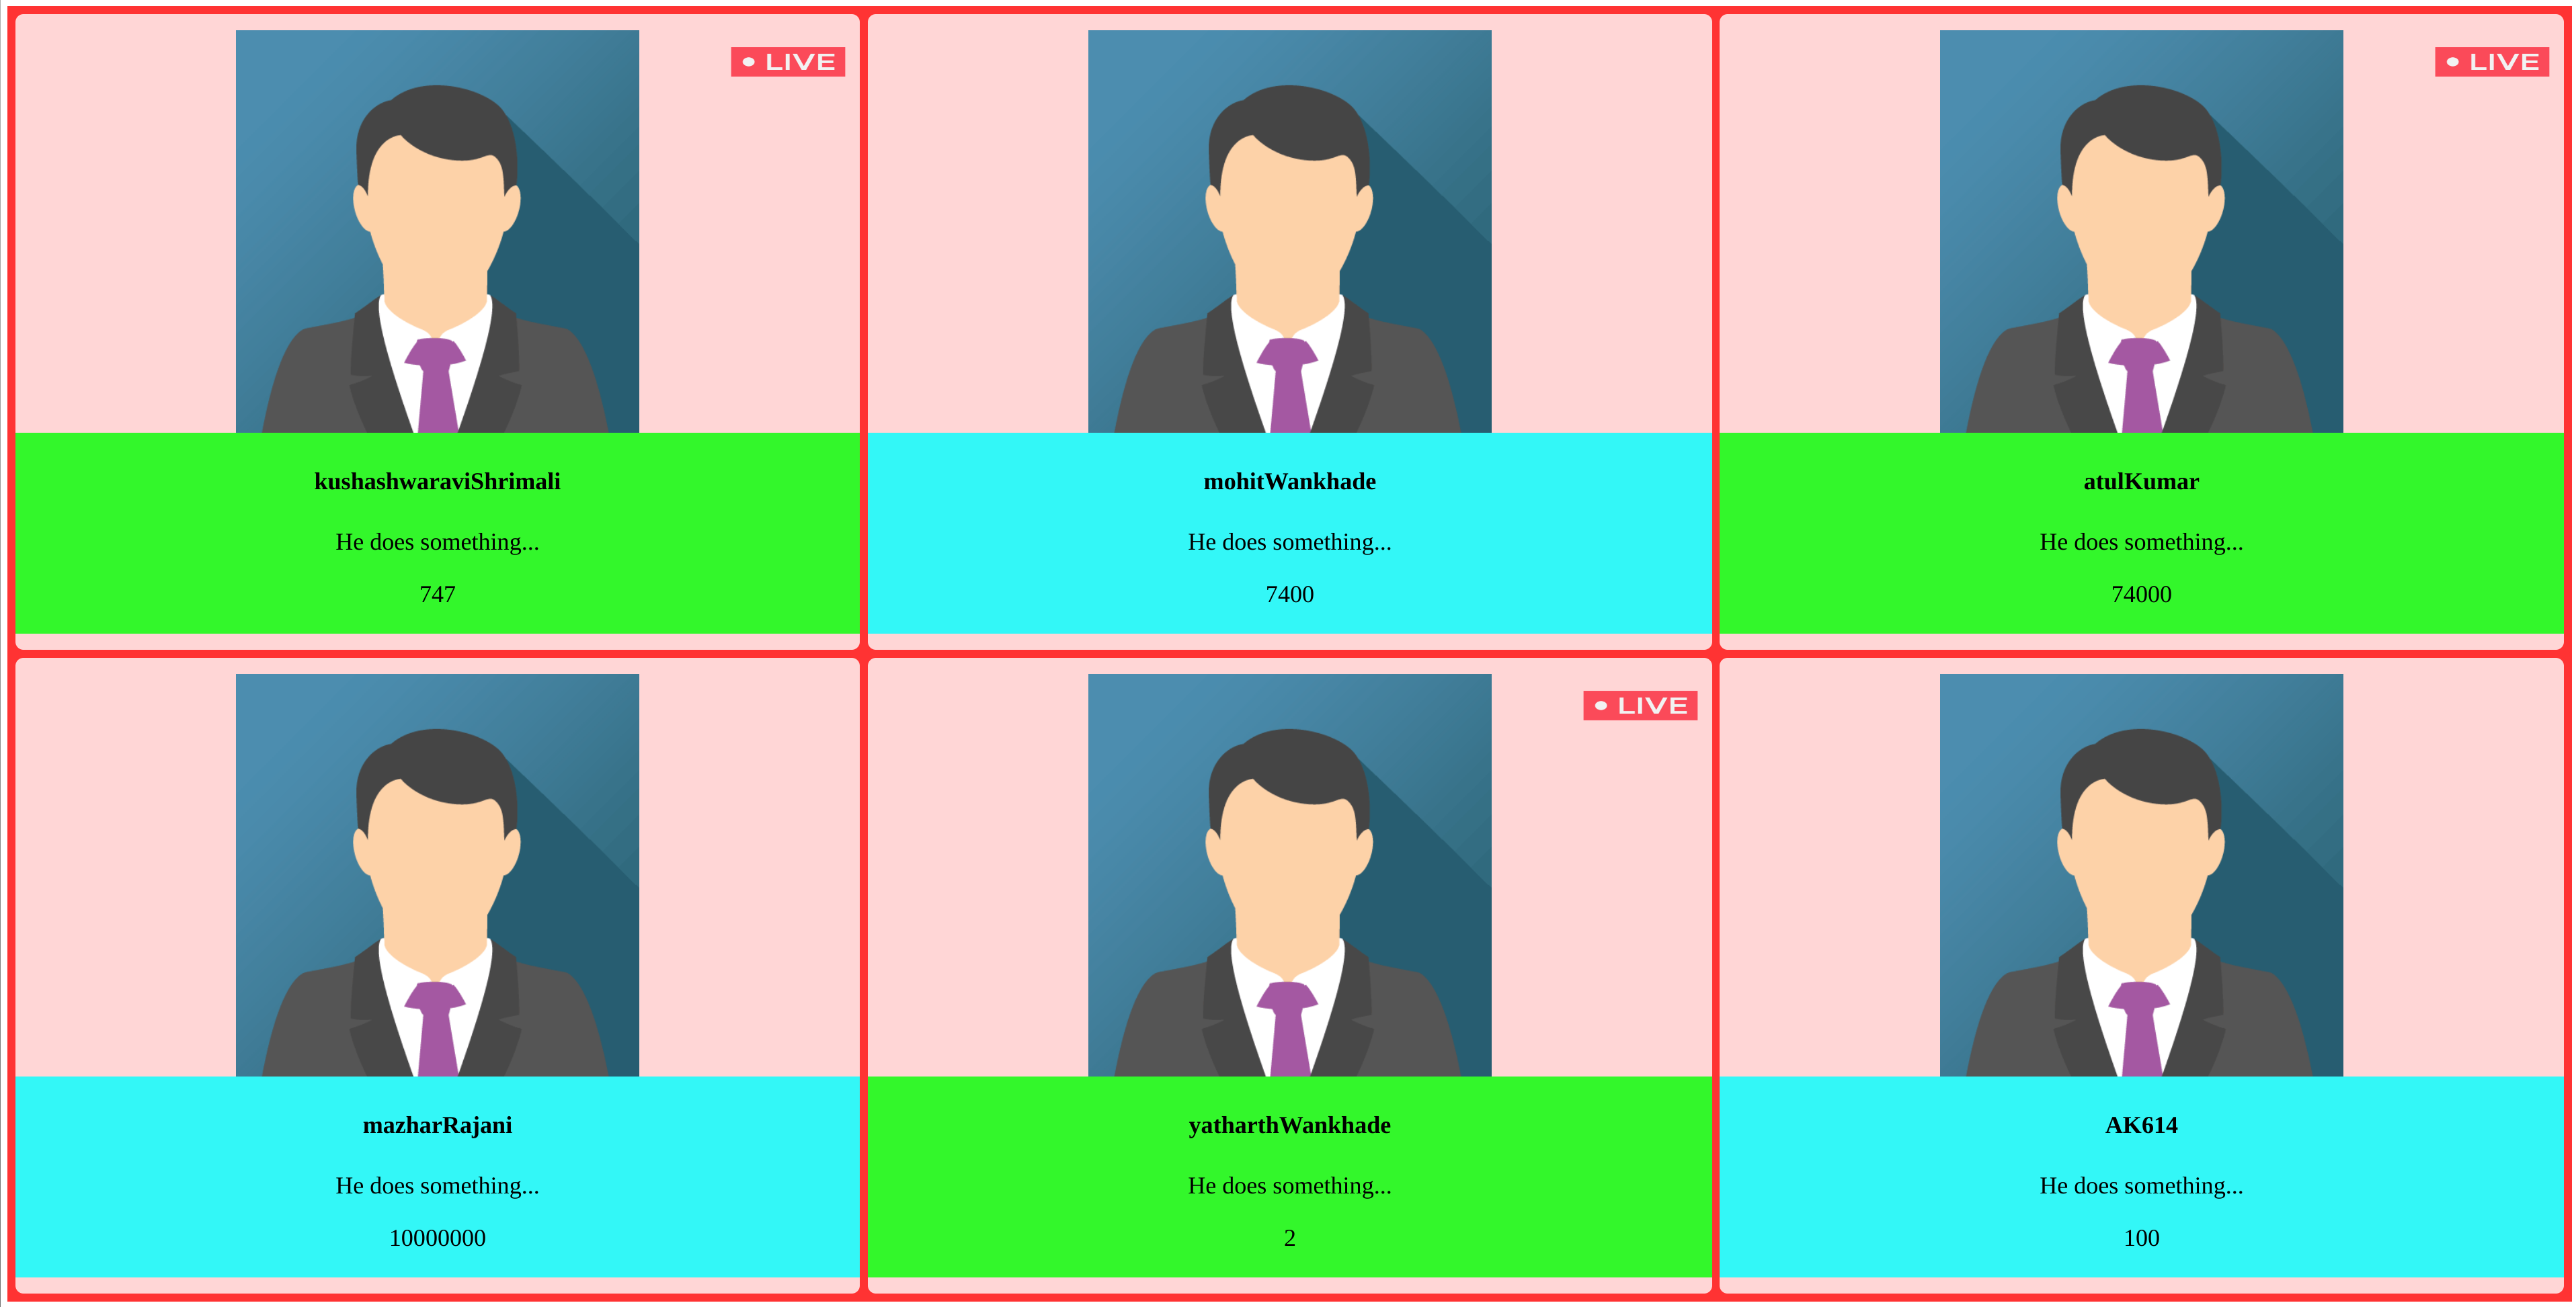 LIVE
kushashwaraviShrimali
He does something...
747
mohitWankhade
He does something...
7400
LIVE
atulKumar
He does something...
74000
mazharRajani
He does something...
10000000
LIVE
yatharthWankhade
He does something...
2
AK614
He does something...
100